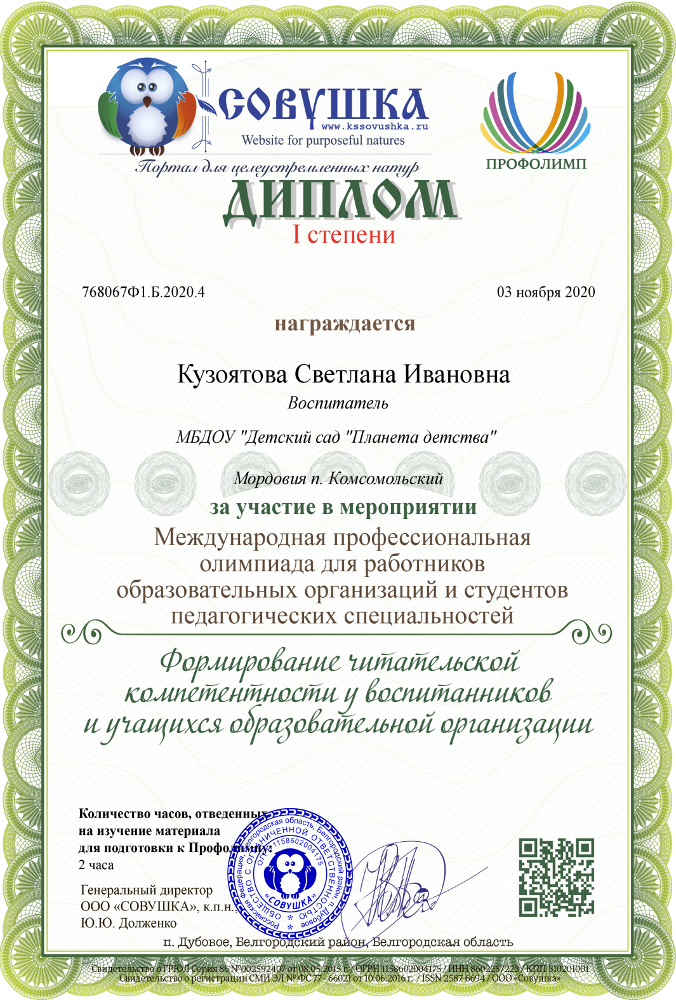 СОВУШКА
www.kssovushka.ru
Website for purposeful natures
Портал для целеустремленных натур
ПРОФОЛИМП
ДИПЛОМ
I степени
768067Ф1.Б.2020.4
03 ноября 2020
награждается
Кузоятова Светлана Ивановна
Воспитатель
МБДОУ "Детский сад "Планета детства"
Мордовия п. Комсомольский
за участие в мероприятии
Международная профессиональная
олимпиада для работников
образовательных организаций и студентов
педагогических специальностей
Формирование читательской
компетентности у воспитанников
и учащихся образовательной организации
Количество часов, отведенных
на изучение материала
для подготовки к Профолимпу:
2 часа
Генеральный директор
ООО «СОВУШКА», к.п.н.,
Ю.Ю. Долженко
Российская Федерация, Белгородская область, Белгородский район, п. Дубовое
ОБЩЕСТВО С ОГРАНИЧЕННОЙ ОТВЕТСТВЕННОСТЬЮ
ОГРН 1158602004175
«СОВУШКА»
п. Дубовое, Белгородский район, Белгородская область
Свидетельство о ГРЮЛ Серия 86 №002592407 от 08.05.2015 г. / ОГРН 1158602004175 / ИНН 8602257223 / КПП 310201001
Свидетельство о регистрации СМИ ЭЛ № ФС 77 - 66021 от 10.06.2016 г. / ISSN 2587-6694 / ООО «Совушка»